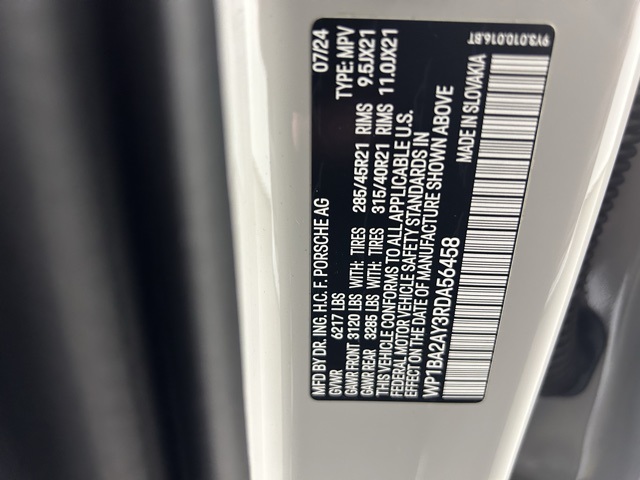 MFD BY DR. ING. H.C. F. PORSCHE AG 07/24
GVWR 6217 LBS TYPE: MPV
GAWR FRONT 3120 LBS WITH: TIRES 285/45R21 RIMS 9.5JX21
GAWR REAR 3285 LBS WITH: TIRES 315/40R21 RIMS 11.0JX21
THIS VEHICLE CONFORMS TO ALL APPLICABLE U.S.
FEDERAL MOTOR VEHICLE SAFETY STANDARDS IN
EFFECT ON THE DATE OF MANUFACTURE SHOWN ABOVE
WP1BA2AY3RDA56458 MADE IN SLOVAKIA
9Y3.010.016.BT